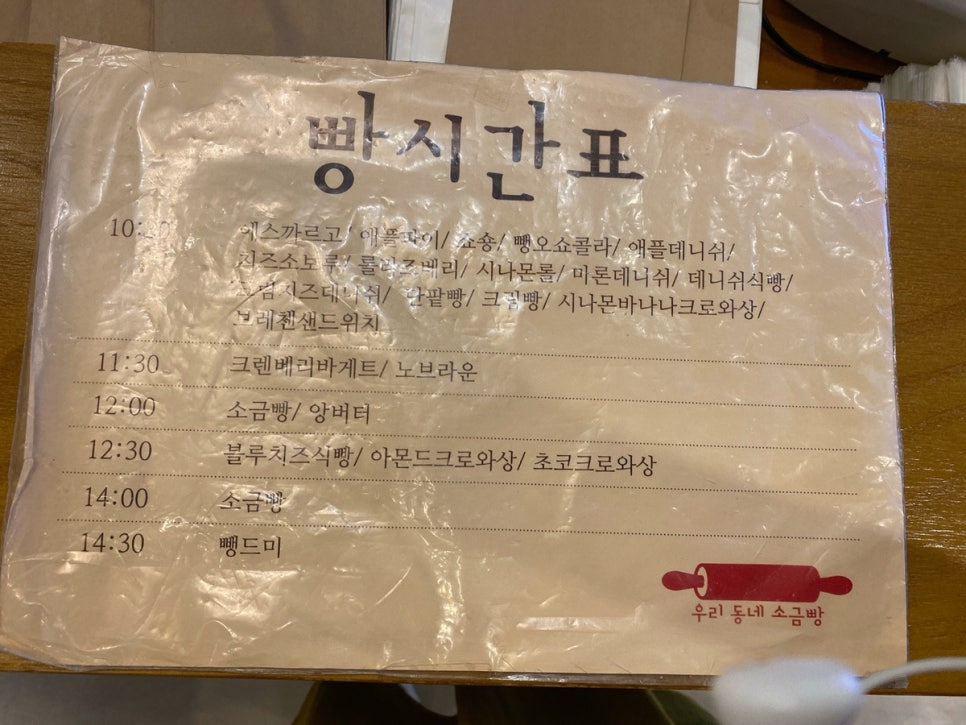 빵시간표
에스까르고/ 애플파이/ 쇼숑/ 뺑오쇼콜라/ 애플데니쉬/
치즈소보루/ 시나몬롤/ 마론데니쉬/ 데니쉬식빵/
크림치즈데니쉬/ 단팥빵/ 크림빵/ 시나몬바나나크로와상/
브레첸샌드위치
11:30 크렌베리바게트/ 노브라운
12:00 소금빵/ 앙버터
12:30 블루치즈식빵/ 아몬드크로와상/ 초코크로와상
14:00 소금빵
14:30 뺑드미
우리 동네 소금빵